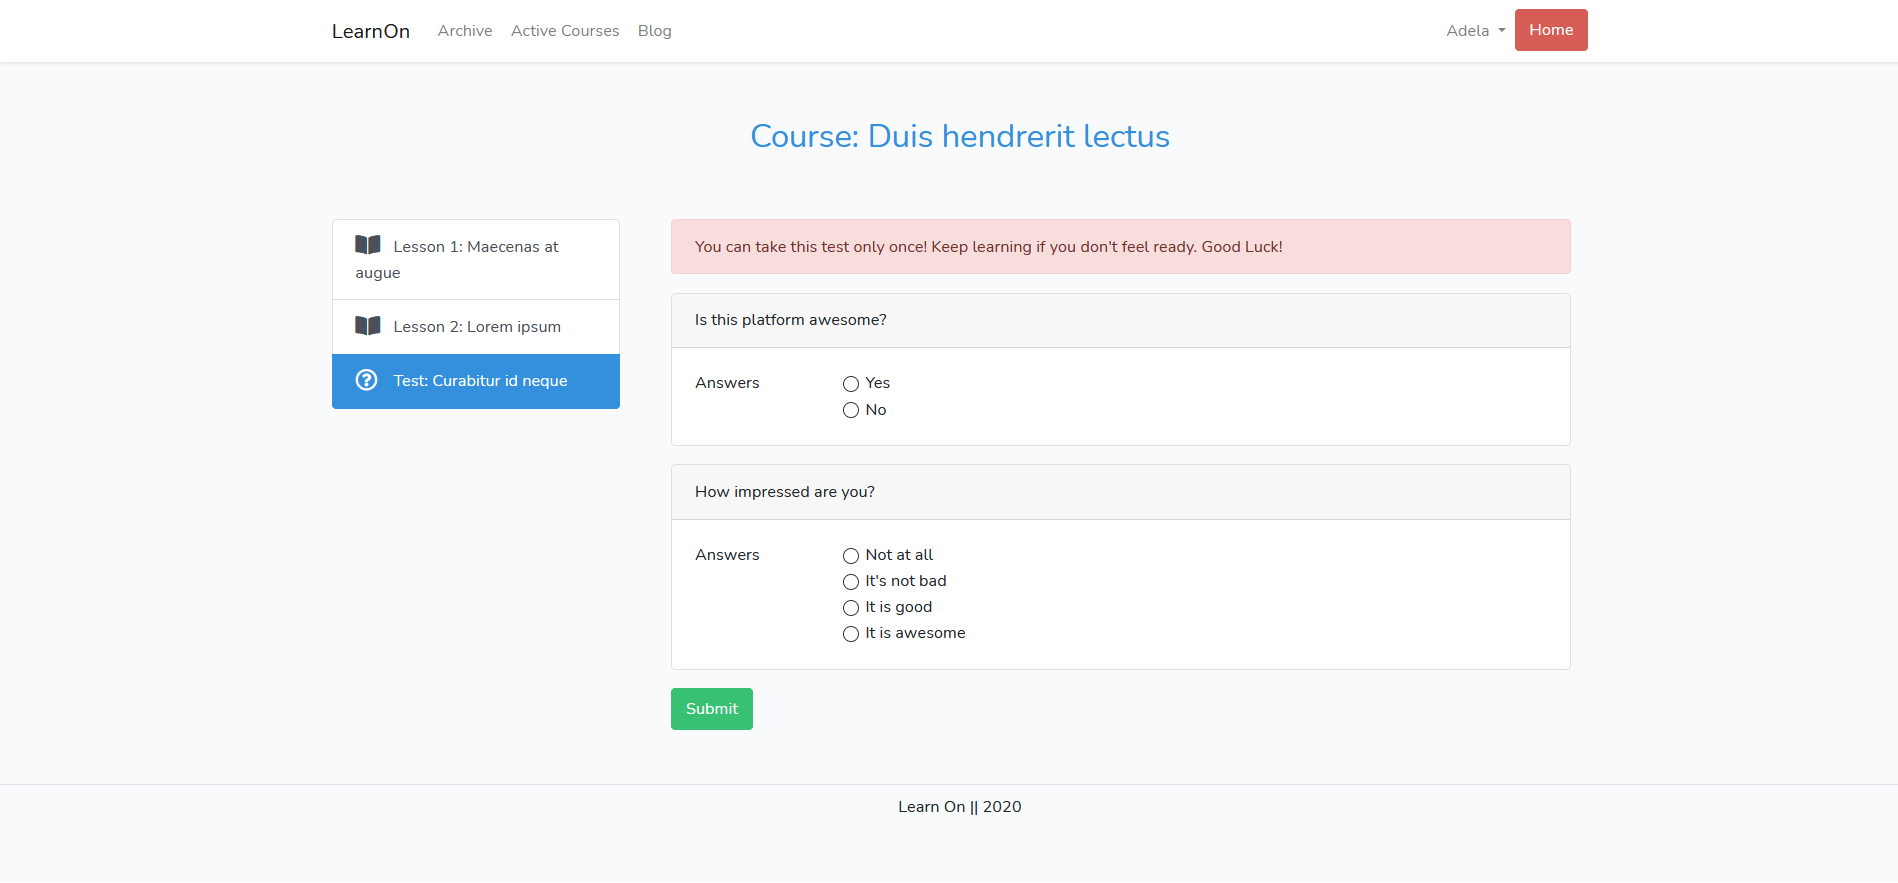 LearnOn Archive Active Courses Blog Adela Home
Course: Duis hendrerit lectus
Lesson 1: Maecenas at
augue
Lesson 2: Lorem ipsum
Test: Curabitur id neque
You can take this test only once! Keep learning if you don't feel ready. Good Luck!
Is this platform awesome?
Answers Yes
No
How impressed are you?
Answers Not at all
It's not bad
It is good
It is awesome
Submit
Learn On || 2020